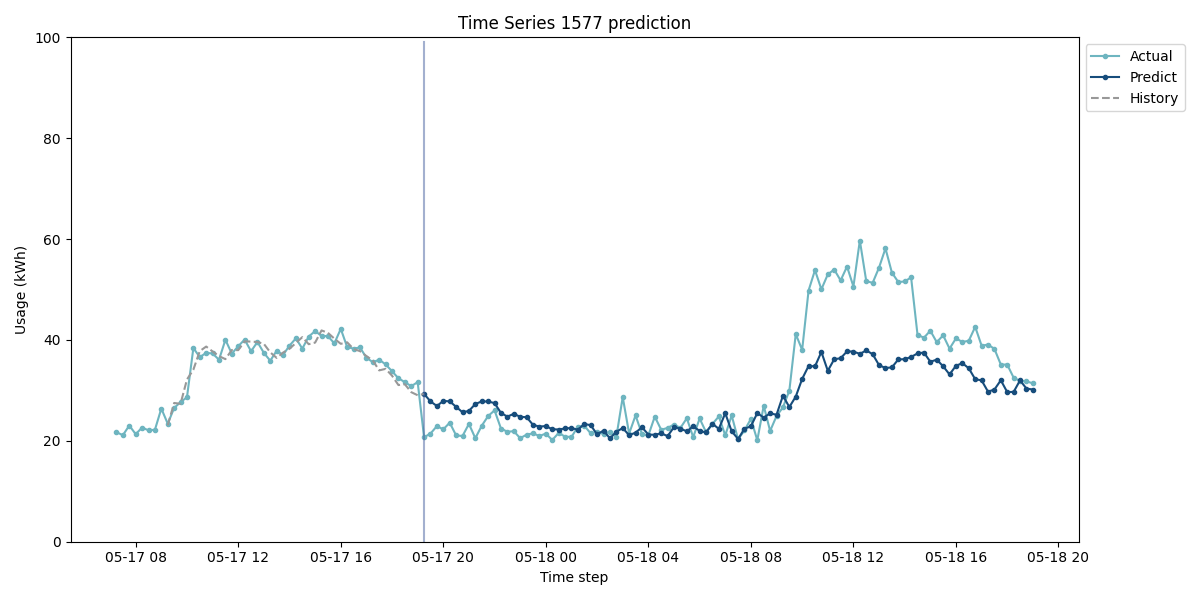 Time Series 1577 prediction
100
80
60
40
20
0
Usage (kWh)
05-17 08
05-17 12
05-17 16
05-17 20
05-18 00
05-18 04
05-18 08
05-18 12
05-18 16
05-18 20
Time step
Actual
Predict
History